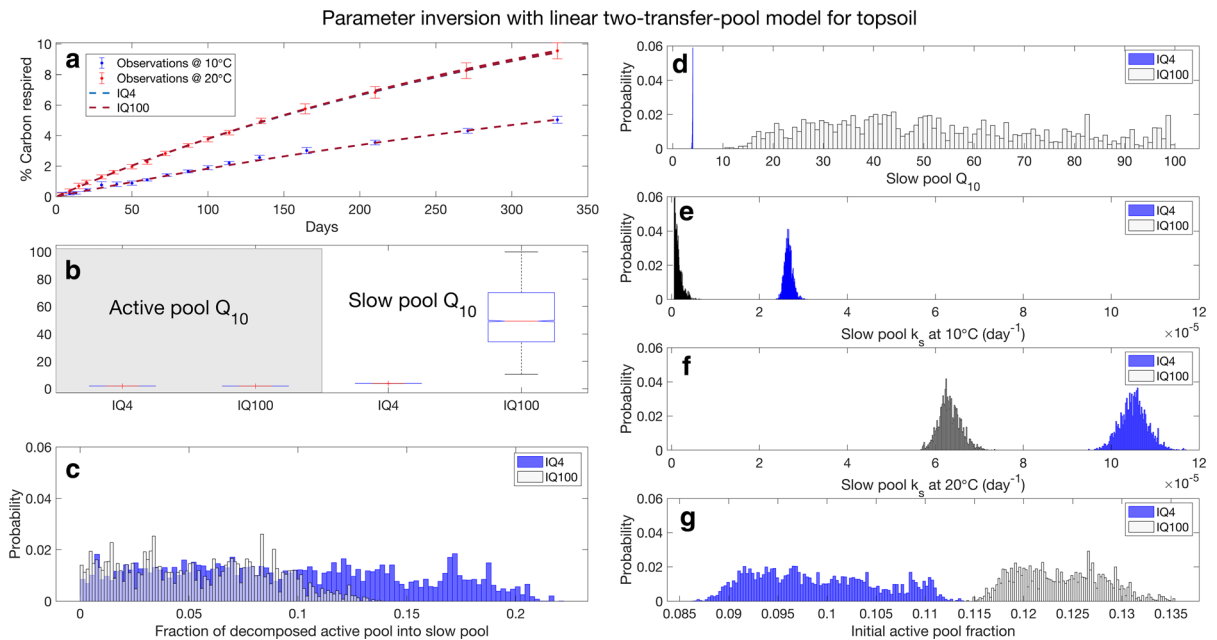 Parameter inversion with linear two-transfer-pool model for topsoil
a
Observations @ 10°C
Observations @ 20°C
IQ4
IQ100
10
8
6
4
2
0
% Carbon respired
0 50 100 150 200 250 300 350
Days
b
Active pool Q10
Slow pool Q10
100
80
60
40
20
0
IQ4 IQ100 IQ4 IQ100
c
IQ4
IQ100
0.06
0.04
0.02
0
Probability
0 0.05 0.1 0.15 0.2
Fraction of decomposed active pool into slow pool
d
IQ4
IQ100
0.06
0.04
0.02
0
Probability
0 10 20 30 40 50 60 70 80 90 100
Slow pool Q10
e
IQ4
IQ100
0.06
0.04
0.02
0
Probability
0 2 4 6 8 10 12
Slow pool ks at 10°C (day-1)
×10-5
f
IQ4
IQ100
0.06
0.04
0.02
0
Probability
0 2 4 6 8 10 12
Slow pool ks at 20°C (day-1)
×10-5
g
IQ4
IQ100
0.06
0.04
0.02
0
Probability
0.085 0.09 0.095 0.1 0.105 0.11 0.115 0.12 0.125 0.13 0.135
Initial active pool fraction